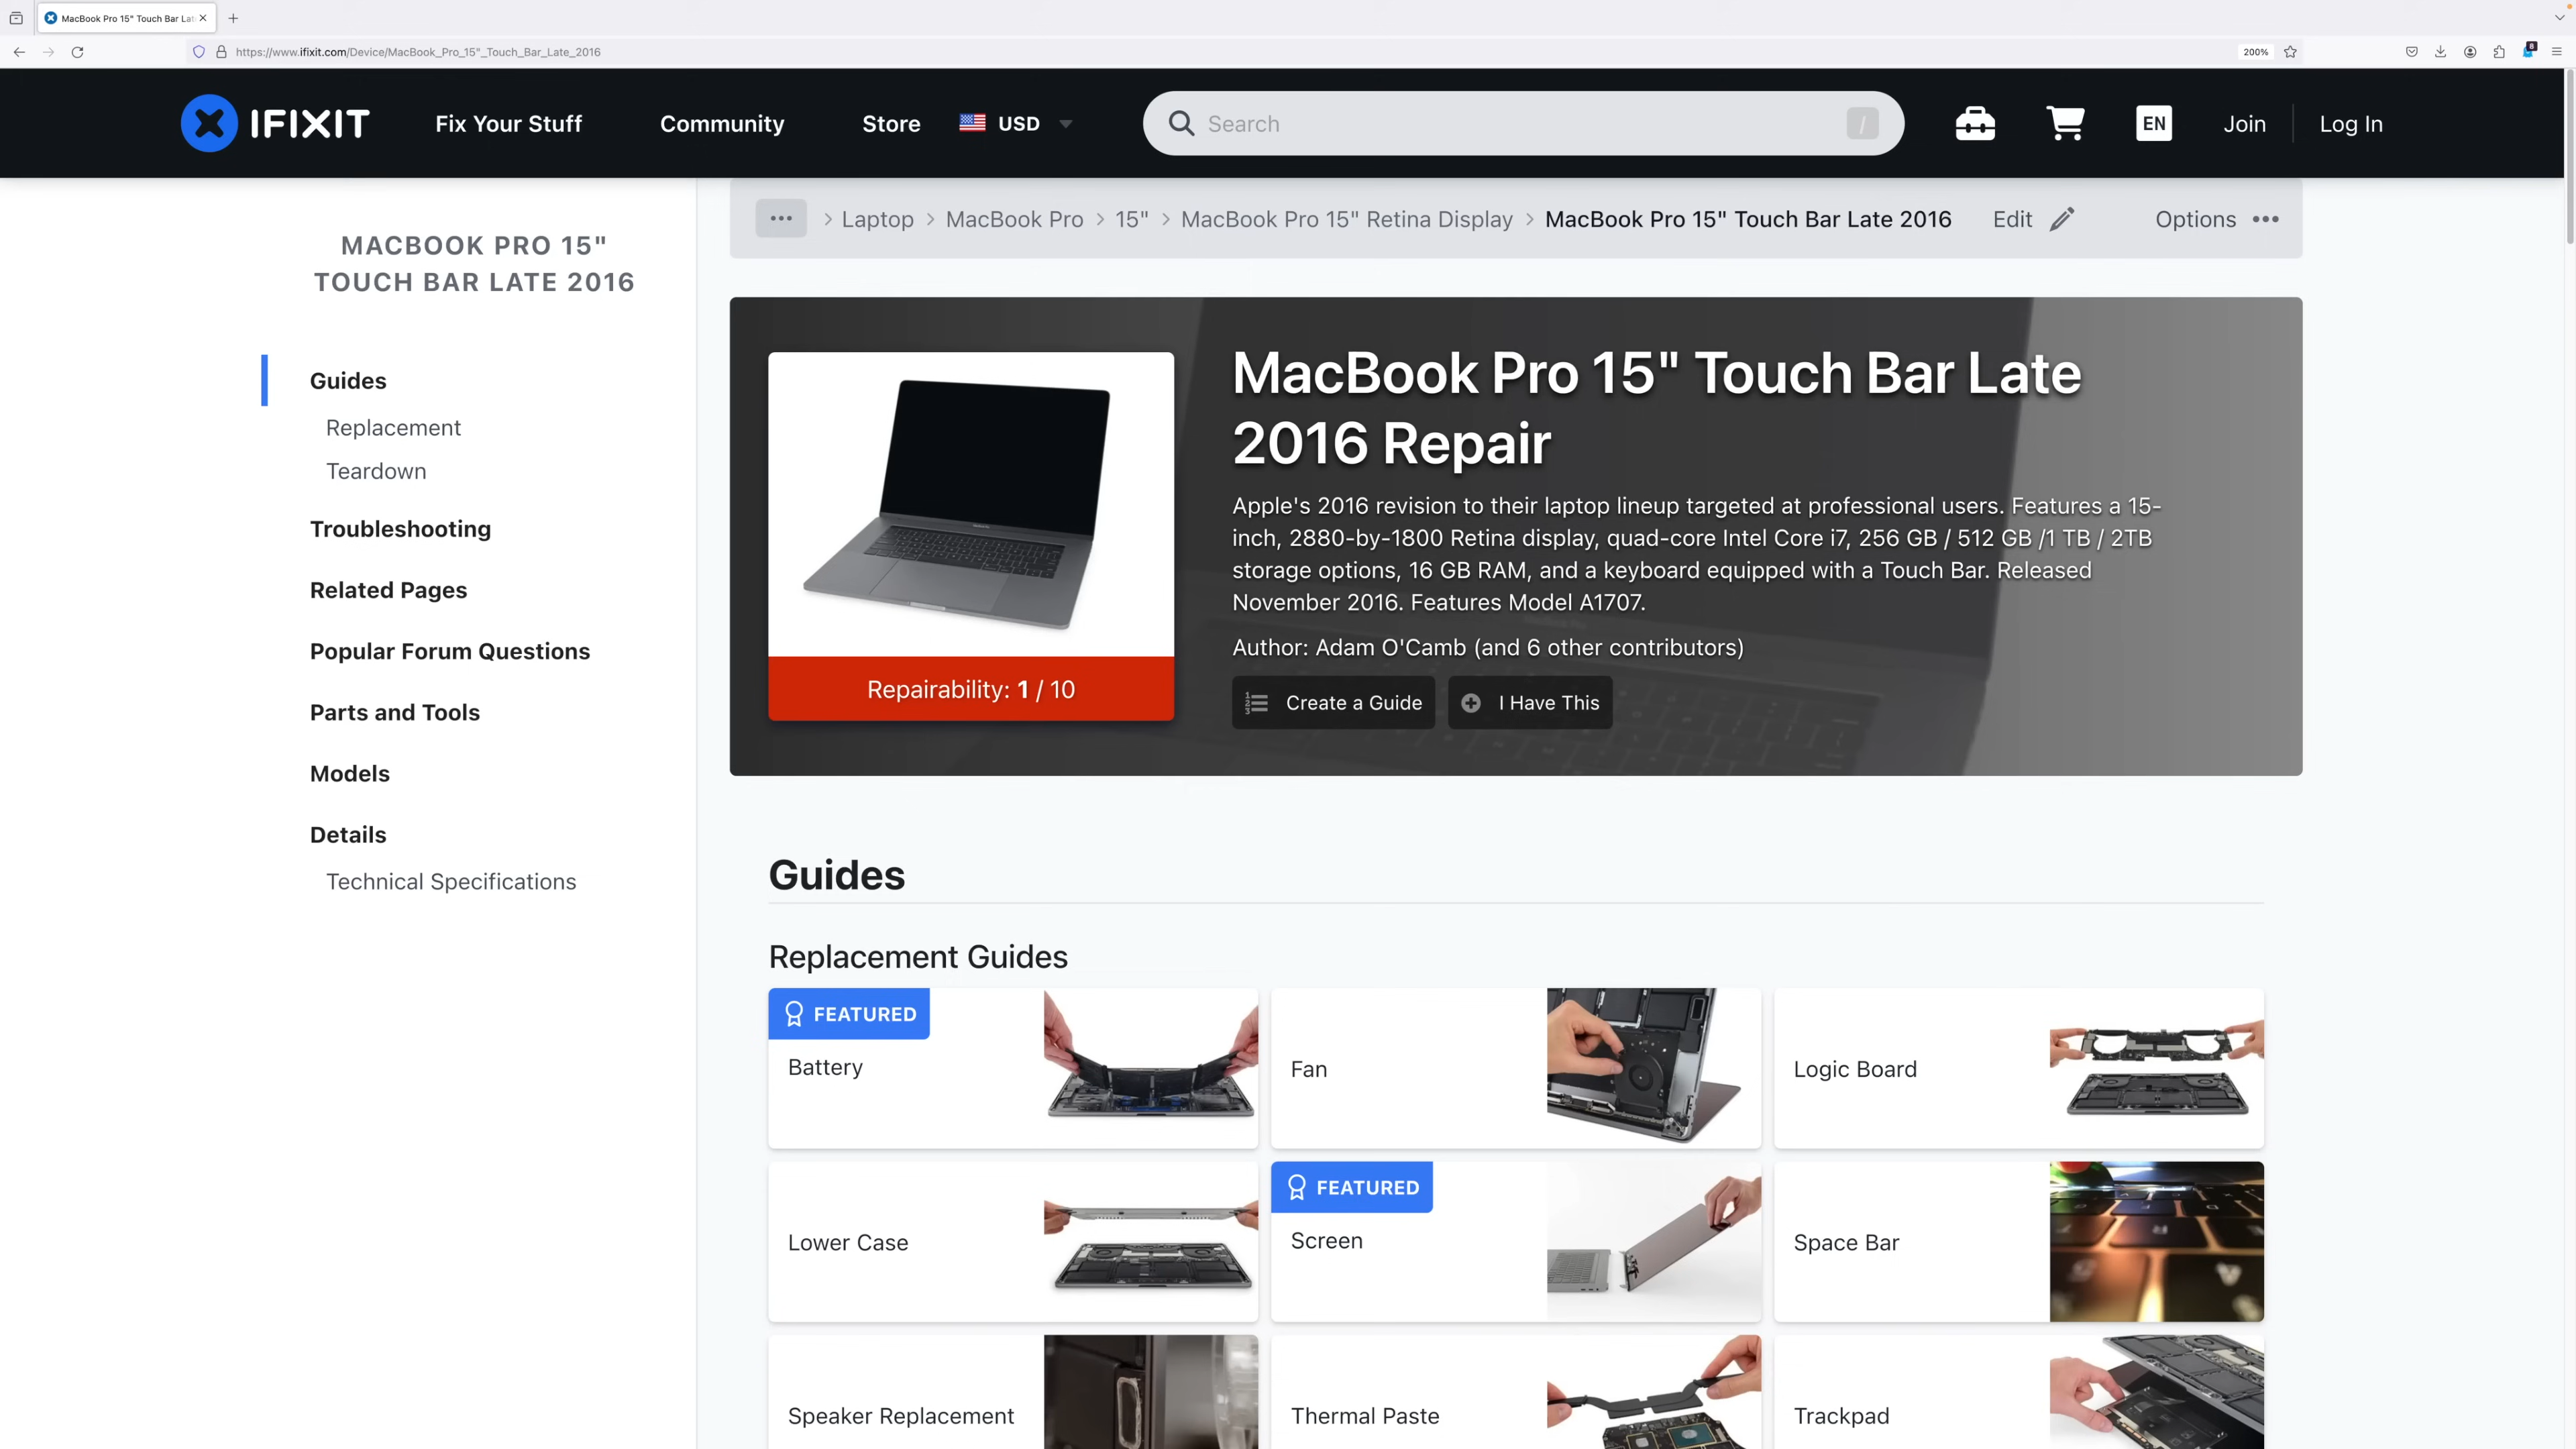 MacBook Pro 15" Touch Bar Lat
https://www.ifixit.com/Device/MacBook_Pro_15"_Touch_Bar_Late_2016
200%
8
IFIXIT
Fix Your Stuff
Community
Store
USD
Search
/
EN
Join
Log In
MACBOOK PRO 15"
TOUCH BAR LATE 2016
Guides
Replacement
Teardown
Troubleshooting
Related Pages
Popular Forum Questions
Parts and Tools
Models
Details
Technical Specifications
... > Laptop > MacBook Pro > 15" > MacBook Pro 15" Retina Display > MacBook Pro 15" Touch Bar Late 2016
Edit
Options
MacBook Pro 15" Touch Bar Late
2016 Repair
Apple's 2016 revision to their laptop lineup targeted at professional users. Features a 15-
inch, 2880-by-1800 Retina display, quad-core Intel Core i7, 256 GB / 512 GB /1 TB / 2TB
storage options, 16 GB RAM, and a keyboard equipped with a Touch Bar. Released
November 2016. Features Model A1707.
Author: Adam O'Camb (and 6 other contributors)
Create a Guide
I Have This
Repairability: 1 / 10
Guides
Replacement Guides
FEATURED
Battery
Fan
Logic Board
Lower Case
FEATURED
Screen
Space Bar
Speaker Replacement
Thermal Paste
Trackpad